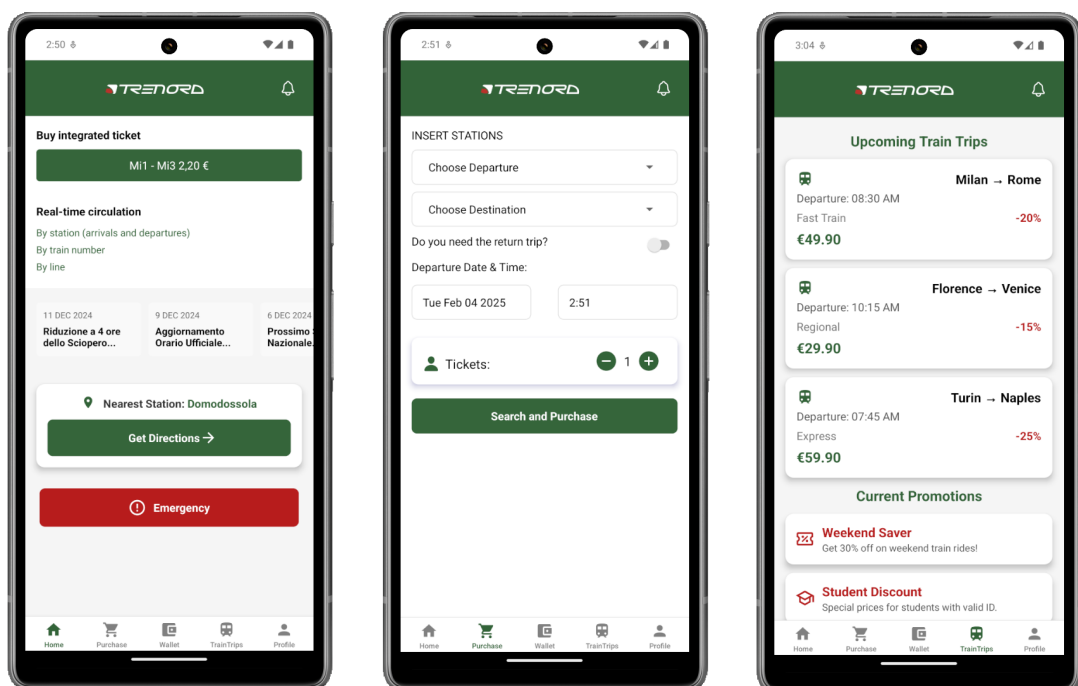 2:50
TRENORD
Buy integrated ticket
Mi1 - Mi3 2,20 €
Real-time circulation
By station (arrivals and departures)
By train number
By line
11 DEC 2024
Riduzione a 4 ore
dello Sciopero...
9 DEC 2024
Aggiornamento
Orario Ufficiale...
6 DEC 2024
Prossimo
Nazionale
Nearest Station: Domodossola
Get Directions →
Emergency
Home
Purchase
Wallet
TrainTrips
Profile
2:51
TRENORD
INSERT STATIONS
Choose Departure
Choose Destination
Do you need the return trip?
Departure Date & Time:
Tue Feb 04 2025
2:51
Tickets:
1
Search and Purchase
Home
Purchase
Wallet
TrainTrips
Profile
3:04
TRENORD
Upcoming Train Trips
Milan → Rome
Departure: 08:30 AM
Fast Train
-20%
€49.90
Florence → Venice
Departure: 10:15 AM
Regional
-15%
€29.90
Turin → Naples
Departure: 07:45 AM
Express
-25%
€59.90
Current Promotions
Weekend Saver
Get 30% off on weekend train rides!
Student Discount
Special prices for students with valid ID.
Home
Purchase
Wallet
TrainTrips
Profile